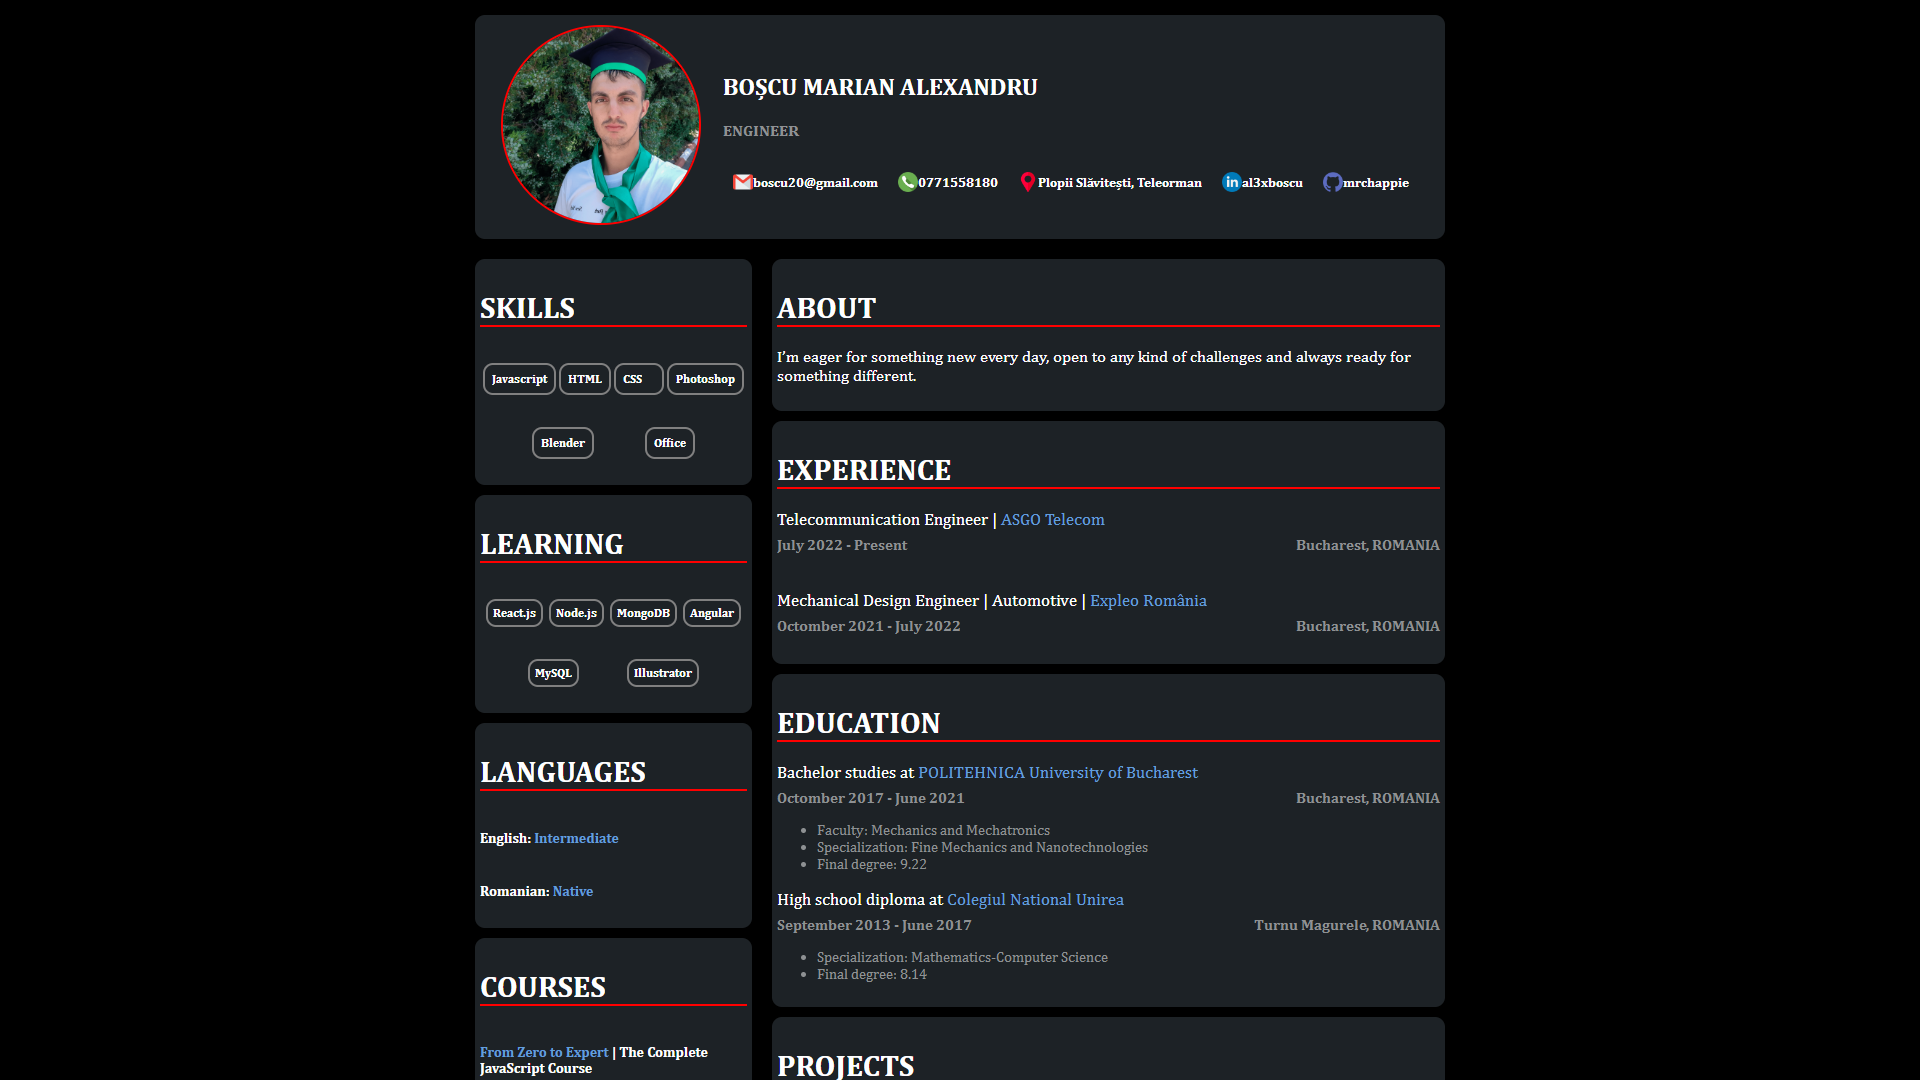 BOȘCU MARIAN ALEXANDRU
ENGINEER
boscu20@gmail.com 0771558180 Plopii Slăvitești, Teleorman al3xboscu mrchappie
SKILLS
Javascript HTML CSS Photoshop
Blender Office
LEARNING
React.js Node.js MongoDB Angular
MySQL Illustrator
LANGUAGES
English: Intermediate
Romanian: Native
COURSES
From Zero to Expert | The Complete
JavaScript Course
ABOUT
I’m eager for something new every day, open to any kind of challenges and always ready for
something different.
EXPERIENCE
Telecommunication Engineer | ASGO Telecom
July 2022 - Present Bucharest, ROMANIA
Mechanical Design Engineer | Automotive | Expleo România
Octomber 2021 - July 2022 Bucharest, ROMANIA
EDUCATION
Bachelor studies at POLITEHNICA University of Bucharest
Octomber 2017 - June 2021 Bucharest, ROMANIA
• Faculty: Mechanics and Mechatronics
• Specialization: Fine Mechanics and Nanotechnologies
• Final degree: 9.22
High school diploma at Colegiul National Unirea
September 2013 - June 2017 Turnu Magurele, ROMANIA
• Specialization: Mathematics-Computer Science
• Final degree: 8.14
PROJECTS